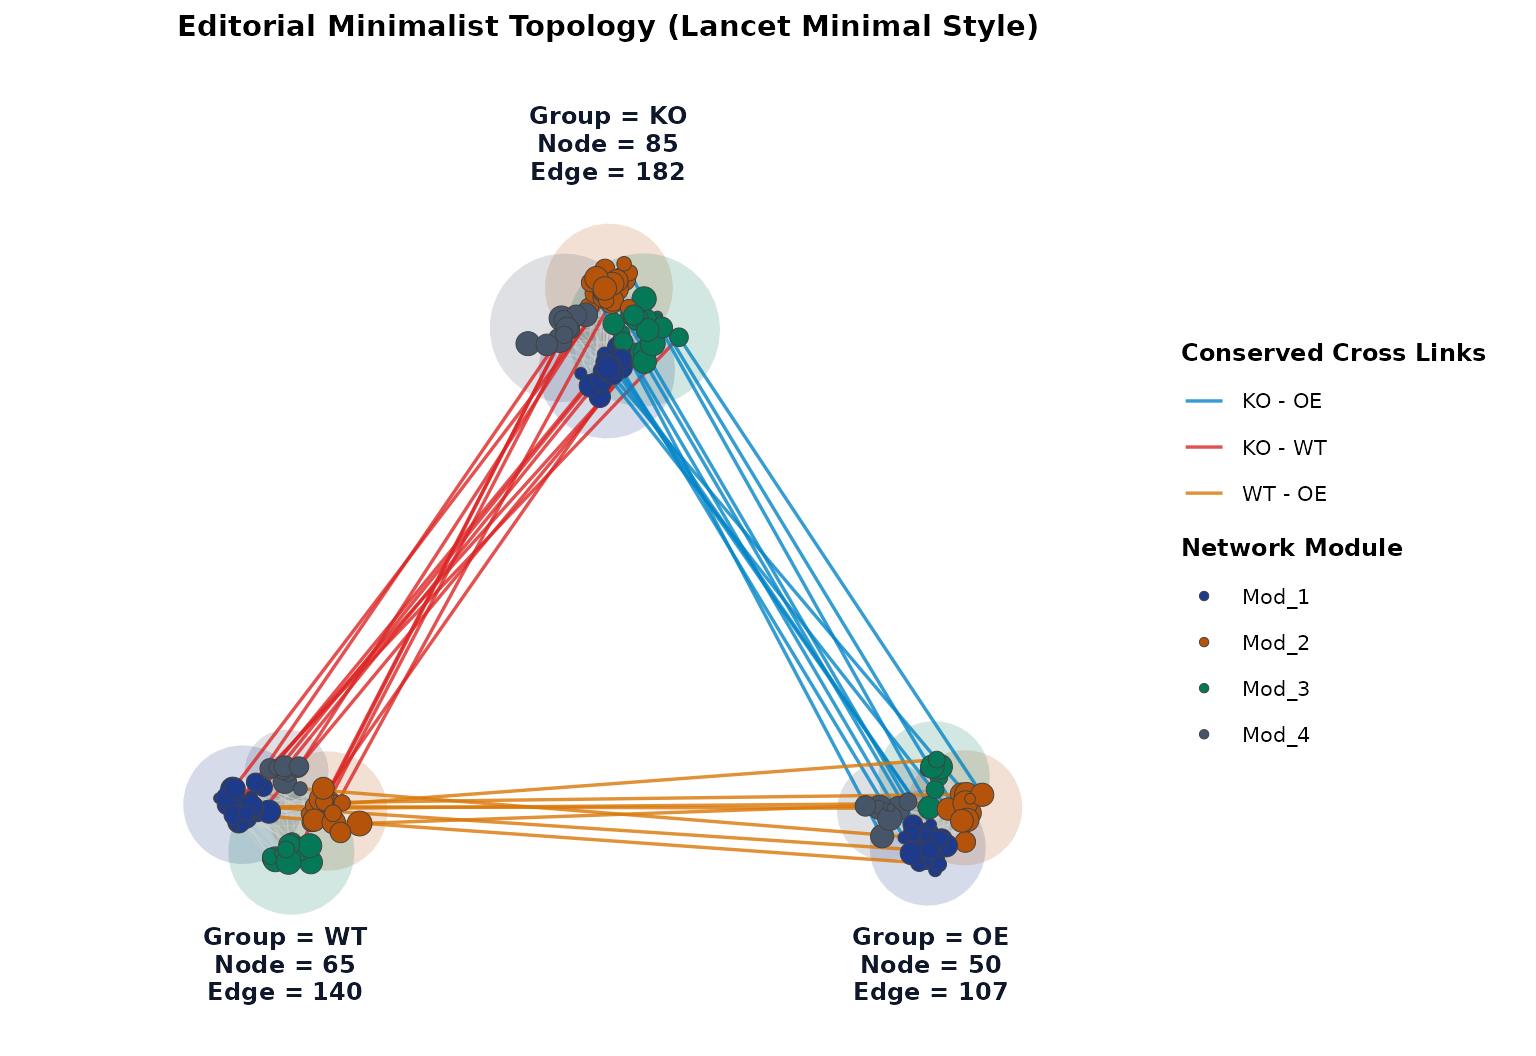 Editorial Minimalist Topology (Lancet Minimal Style)
Group = KO
Node = 85
Edge = 182
Conserved Cross Links
KO - OE
KO - WT
WT - OE
Network Module
Mod_1
Mod_2
Mod_3
Mod_4
Group = WT
Node = 65
Edge = 140
Group = OE
Node = 50
Edge = 107